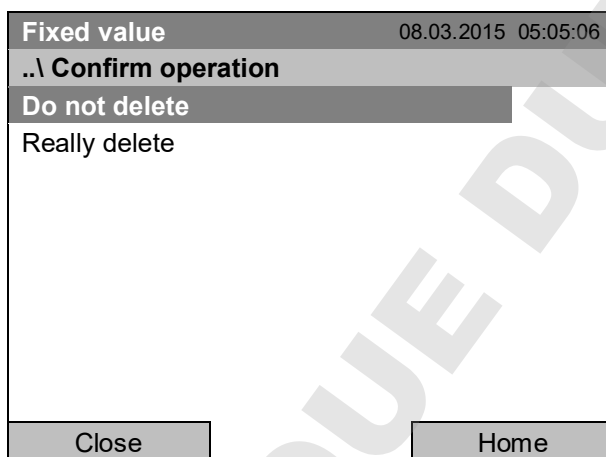 Fixed value 08.03.2015 05:05:06
..\ Confirm operation
Do not delete
Really delete
Close Home